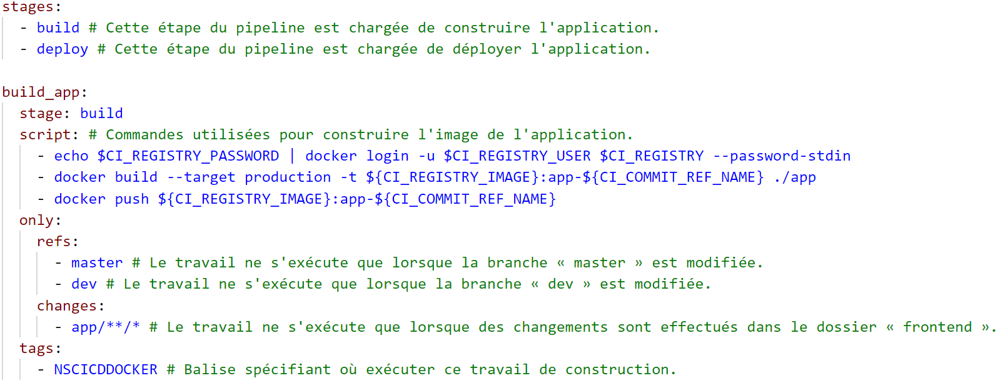 stages:
  - build # Cette étape du pipeline est chargée de construire l'application.
  - deploy # Cette étape du pipeline est chargée de déployer l'application.

build_app:
  stage: build
  script: # Commandes utilisées pour construire l'image de l'application.
    - echo $CI_REGISTRY_PASSWORD | docker login -u $CI_REGISTRY_USER $CI_REGISTRY --password-stdin
    - docker build --target production -t ${CI_REGISTRY_IMAGE}:app-${CI_COMMIT_REF_NAME} ./app
    - docker push ${CI_REGISTRY_IMAGE}:app-${CI_COMMIT_REF_NAME}
  only:
    refs:
      - master # Le travail ne s'exécute que lorsque la branche « master » est modifiée.
      - dev # Le travail ne s'exécute que lorsque la branche « dev » est modifiée.
    changes:
      - app/**/* # Le travail ne s'exécute que lorsque des changements sont effectués dans le dossier « frontend ».
  tags:
    - NSCICDDOCKER # Balise spécifiant où exécuter ce travail de construction.